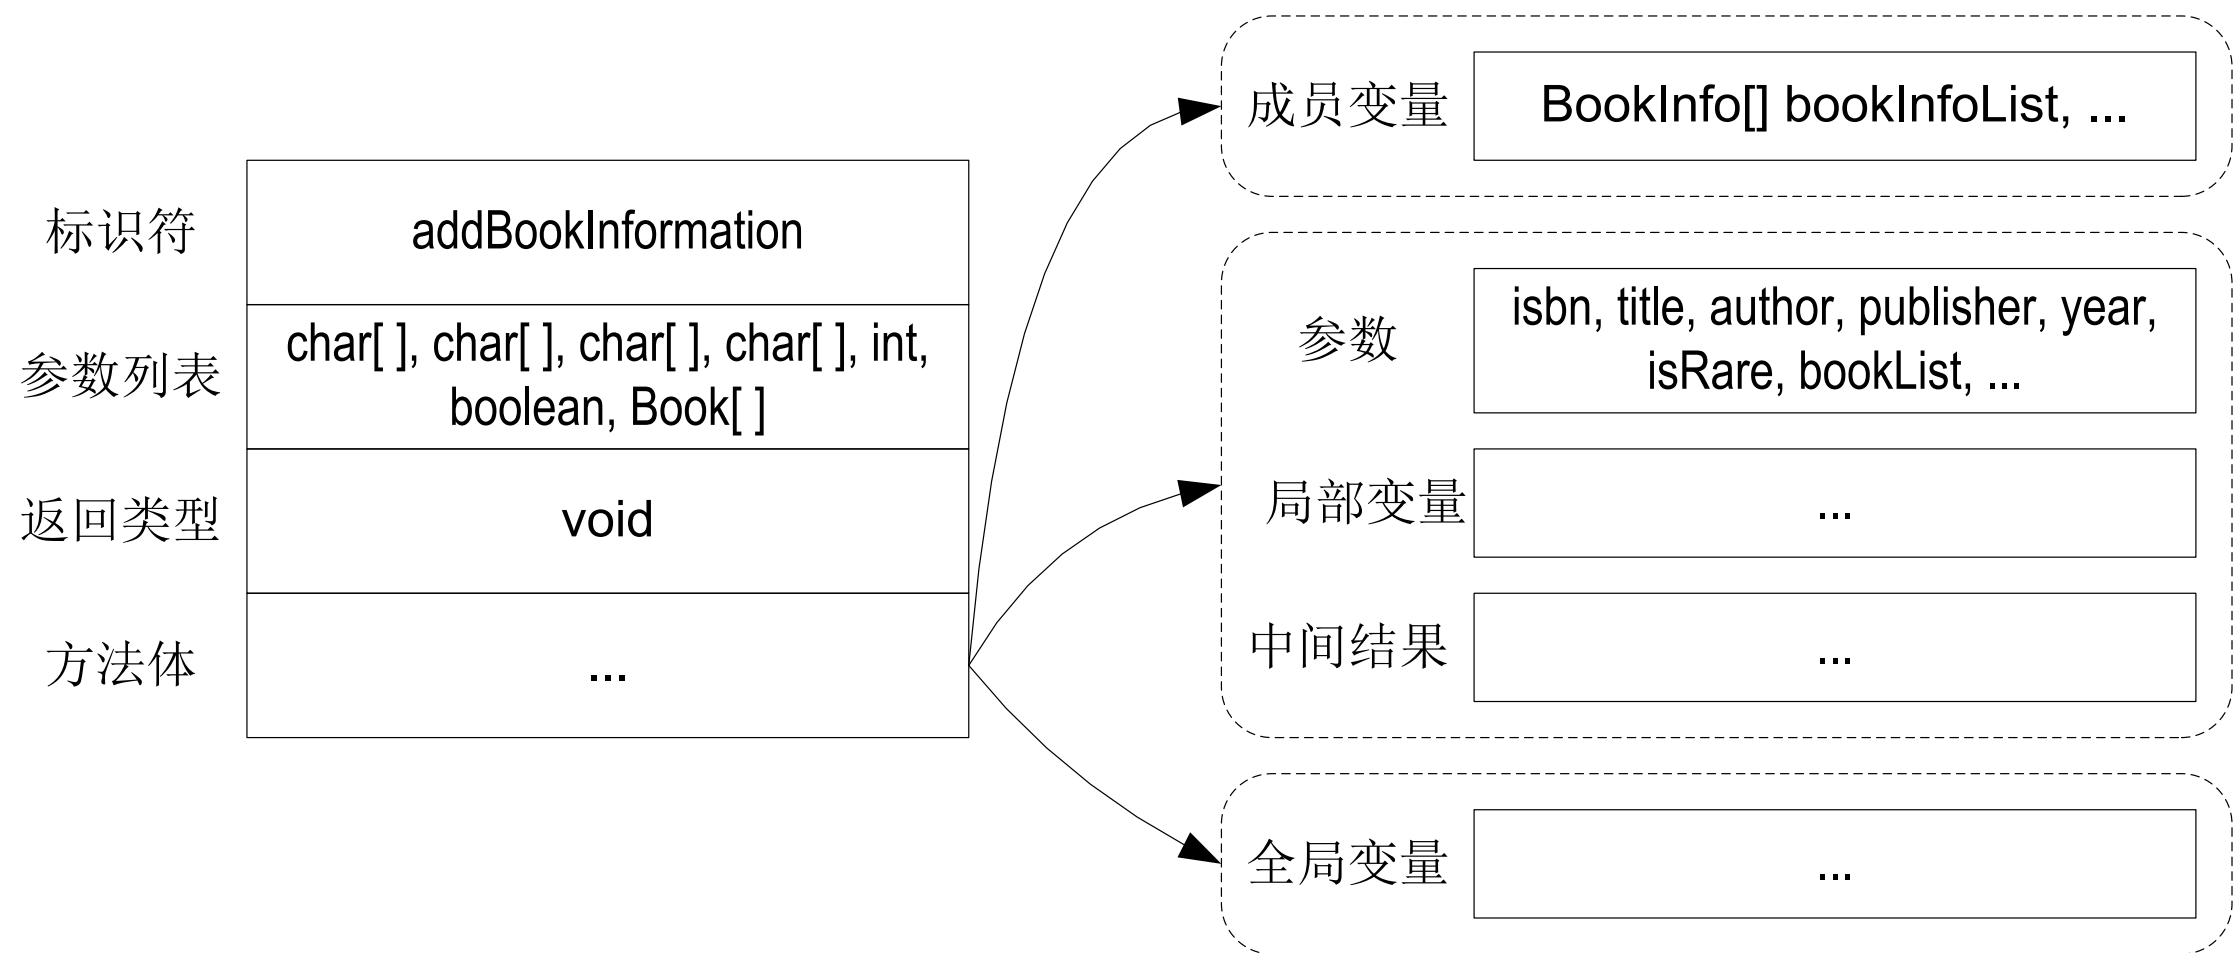 标识符
addBookInformation
参数列表
char[ ], char[ ], char[ ], char[ ], int,
boolean, Book[ ]
返回类型
void
方法体
...
成员变量
BookInfo[] bookInfoList, ...
参数
isbn, title, author, publisher, year,
isRare, bookList, ...
局部变量
...
中间结果
...
全局变量
...